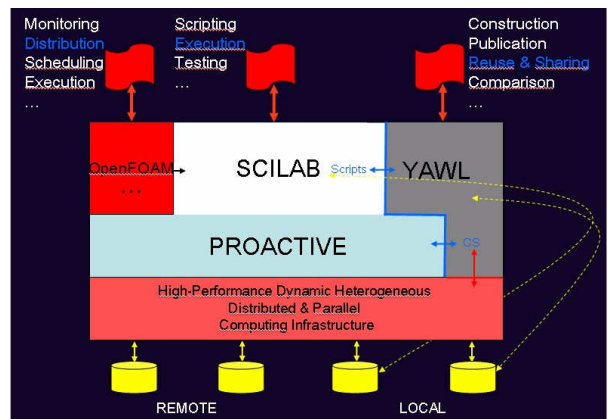 Monitoring
Distribution
Scheduling
Execution
…
Scripting
Execution
Testing
…
Construction
Publication
Reuse & Sharing
Comparison
…
OpenFOAM
…
SCILAB
Scripts
YAWL
PROACTIVE
CS
High-Performance Dynamic Heterogeneous
Distributed & Parallel
Computing Infrastructure
REMOTE
LOCAL